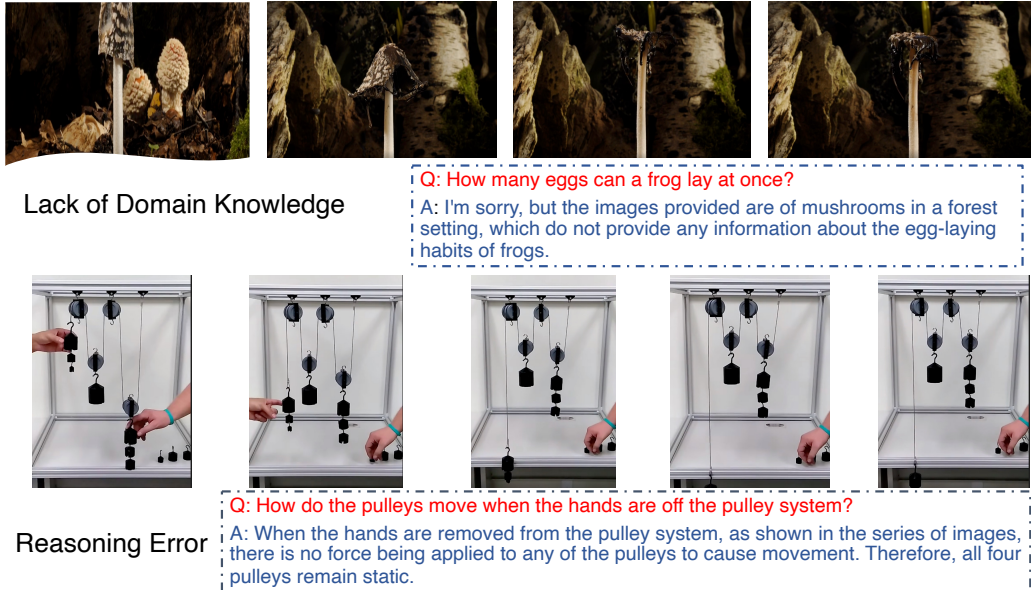 Lack of Domain Knowledge
Q: How many eggs can a frog lay at once?
A: I'm sorry, but the images provided are of mushrooms in a forest
setting, which do not provide any information about the egg-laying
habits of frogs.
Reasoning Error
Q: How do the pulleys move when the hands are off the pulley system?
A: When the hands are removed from the pulley system, as shown in the series of images,
there is no force being applied to any of the pulleys to cause movement. Therefore, all four
pulleys remain static.